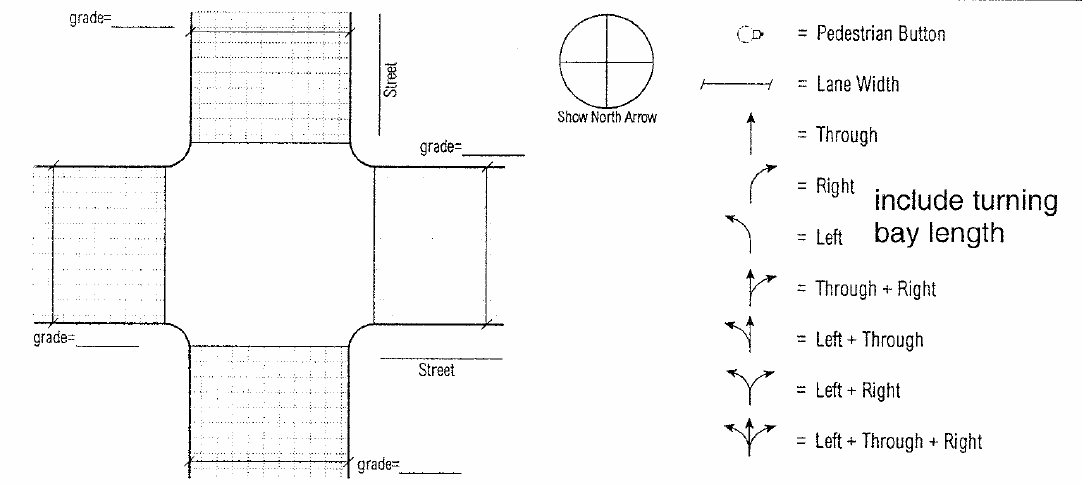 grade=
Street
grade=
grade=
Street
grade=
Show North Arrow
= Pedestrian Button
= Lane Width
= Through
= Right
include turning
bay length
= Left
= Through + Right
= Left + Through
= Left + Right
= Left + Through + Right